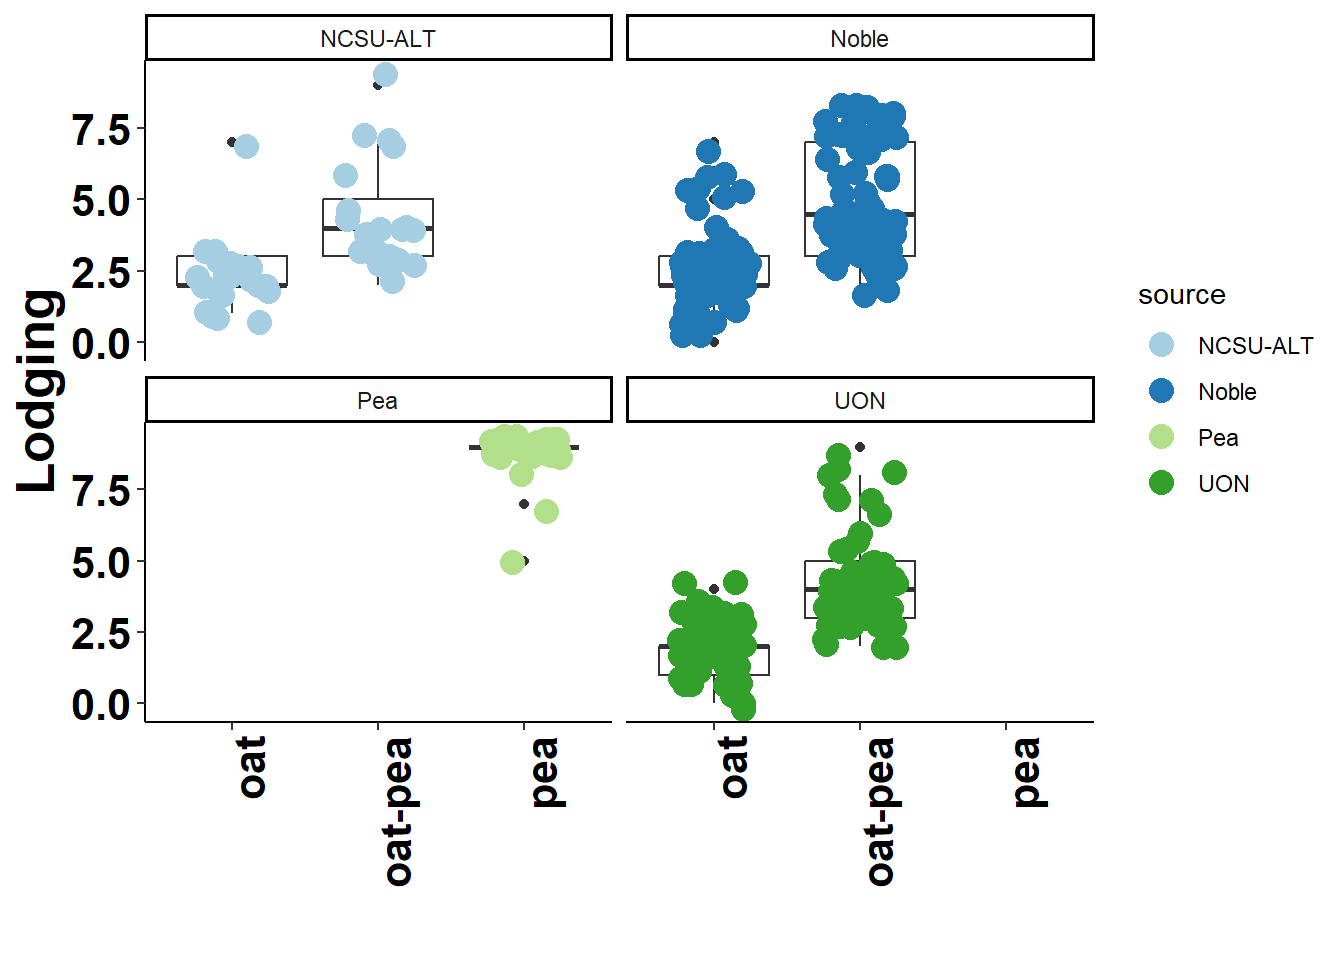 NCSU-ALT
Noble
7.5
5.0
2.5
0.0
Pea
UON
7.5
5.0
2.5
0.0
Lodging
oat
oat-pea
pea
oat
oat-pea
pea
source
NCSU-ALT
Noble
Pea
UON